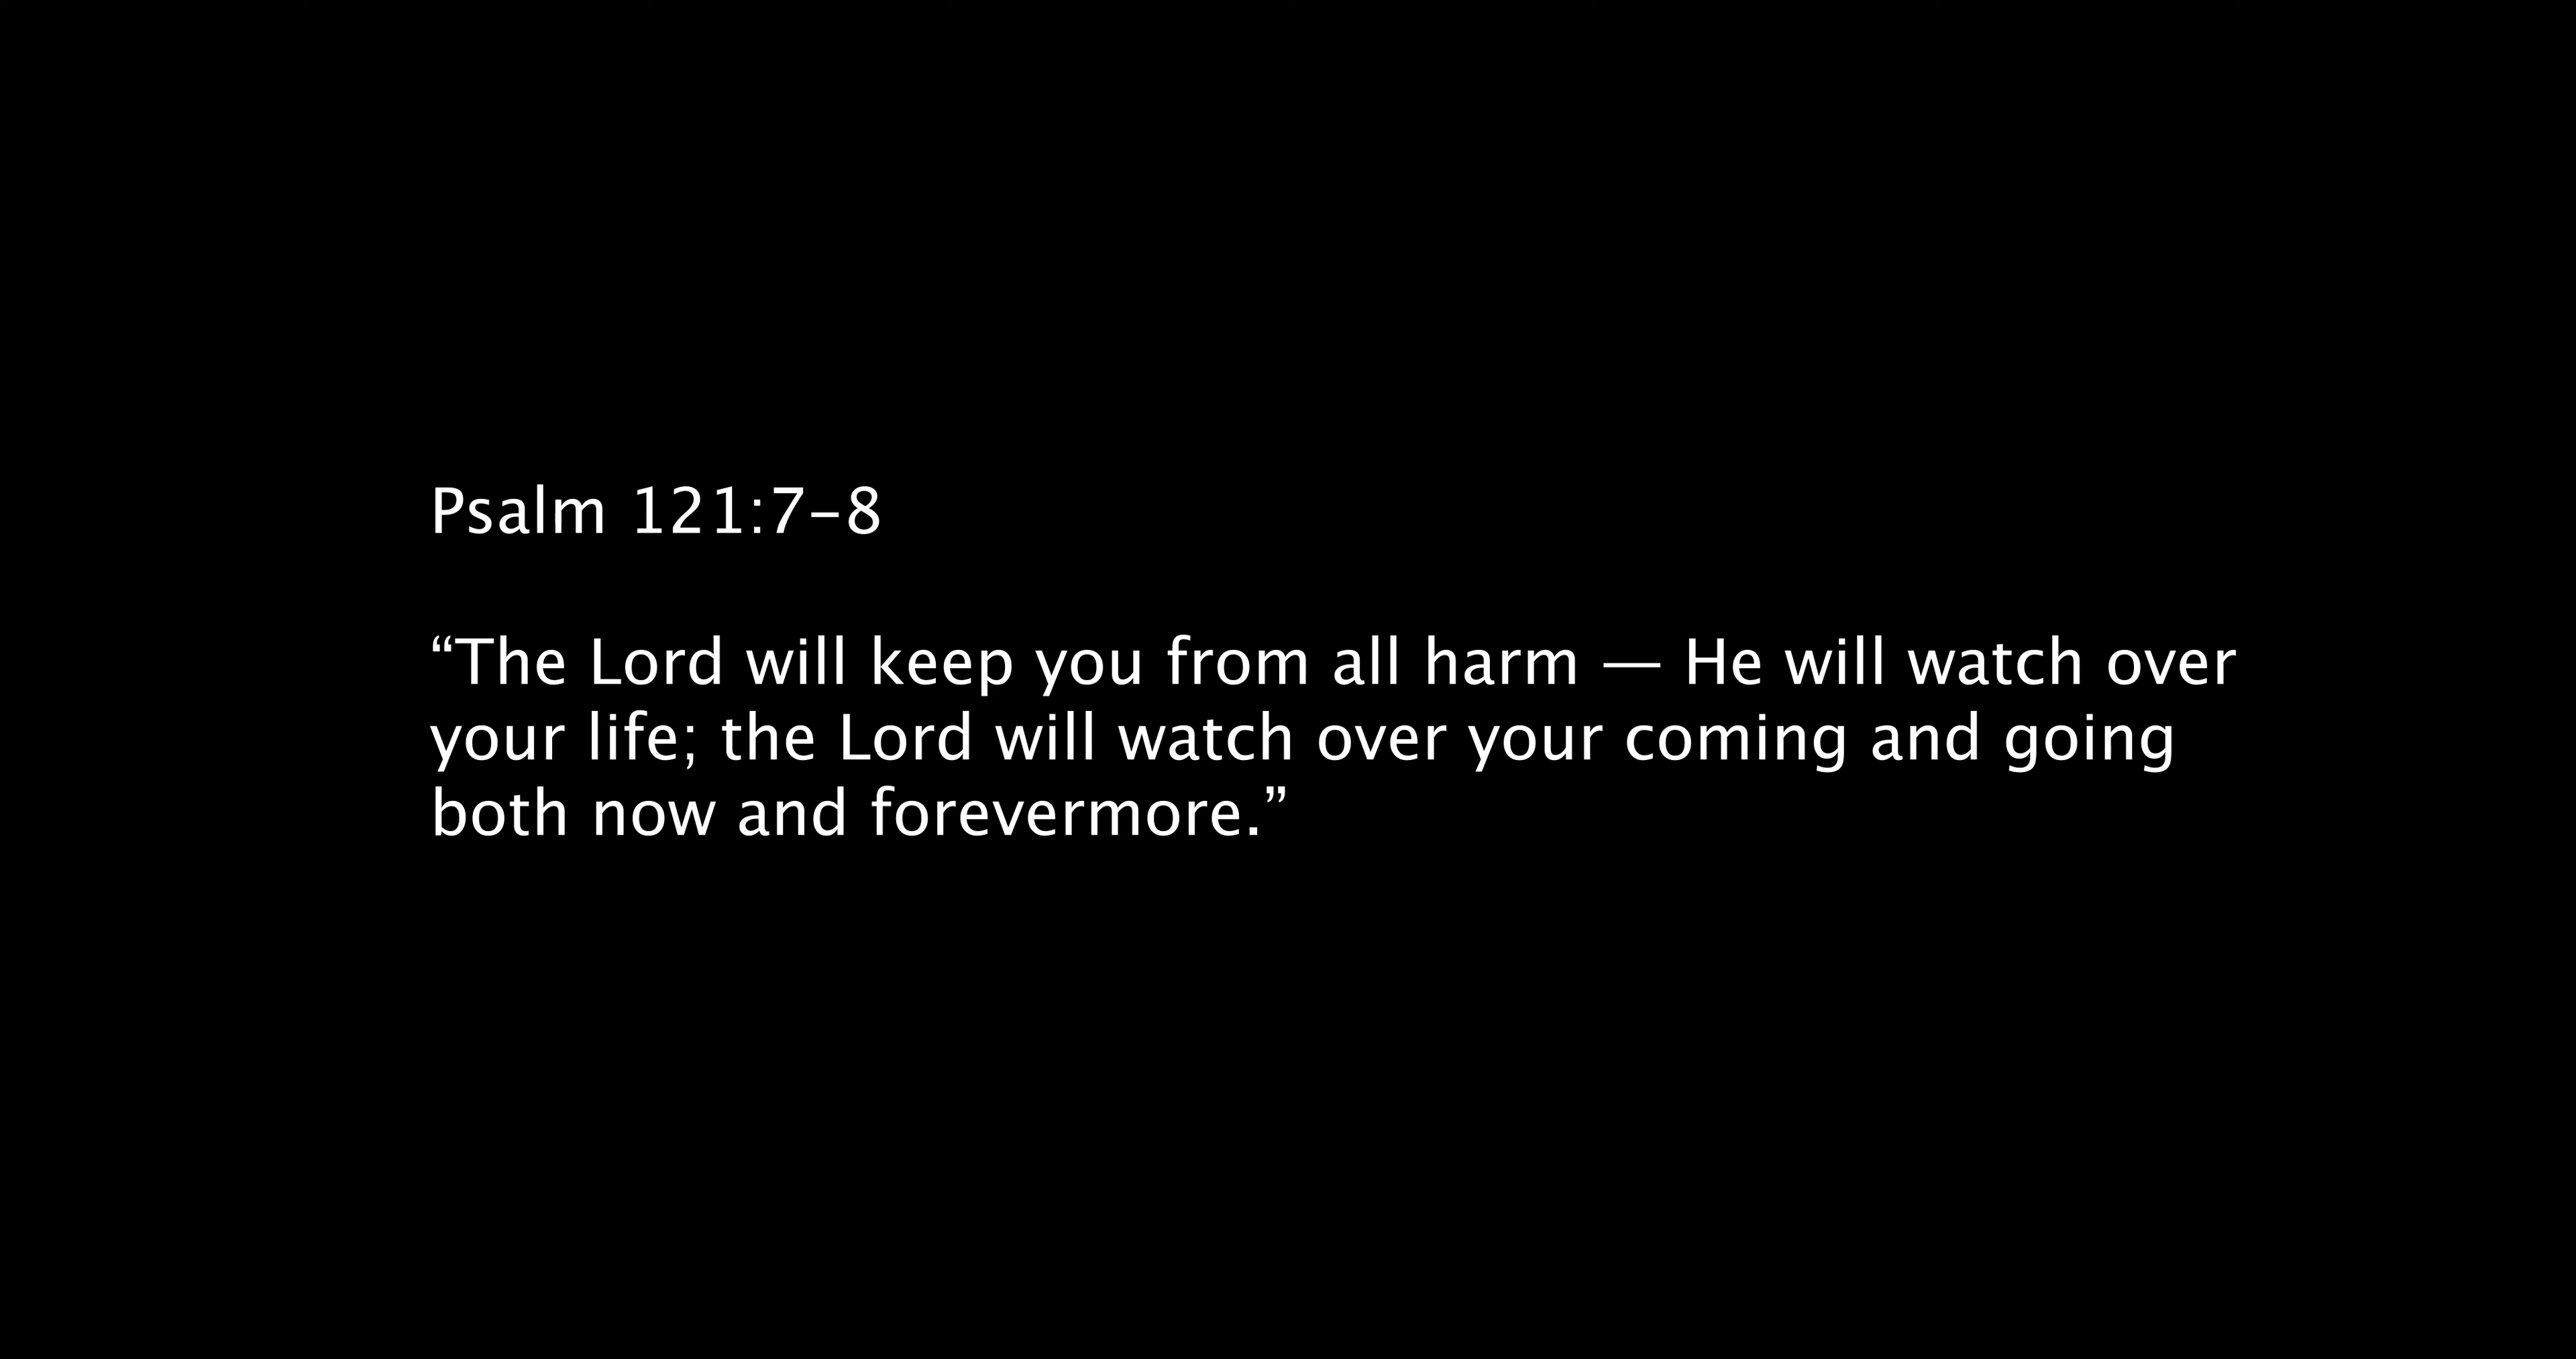 Psalm 121:7–8
“The Lord will keep you from all harm — He will watch over
your life; the Lord will watch over your coming and going
both now and forevermore.”